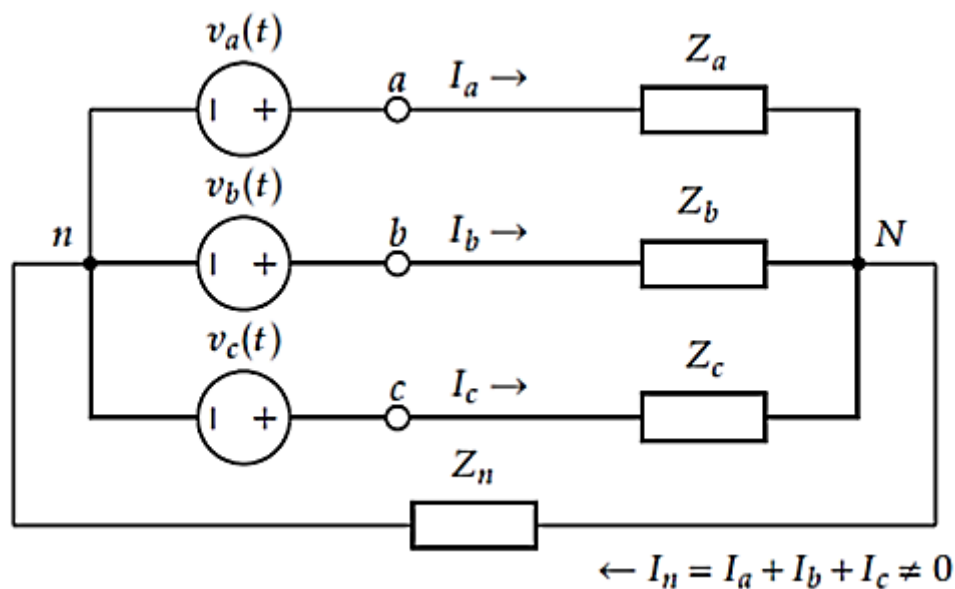 v_a(t)
a
I_a →
Z_a
− +
v_b(t)
n
b
I_b →
Z_b
N
− +
v_c(t)
c
I_c →
Z_c
− +
Z_n
← I_n = I_a + I_b + I_c ≠ 0